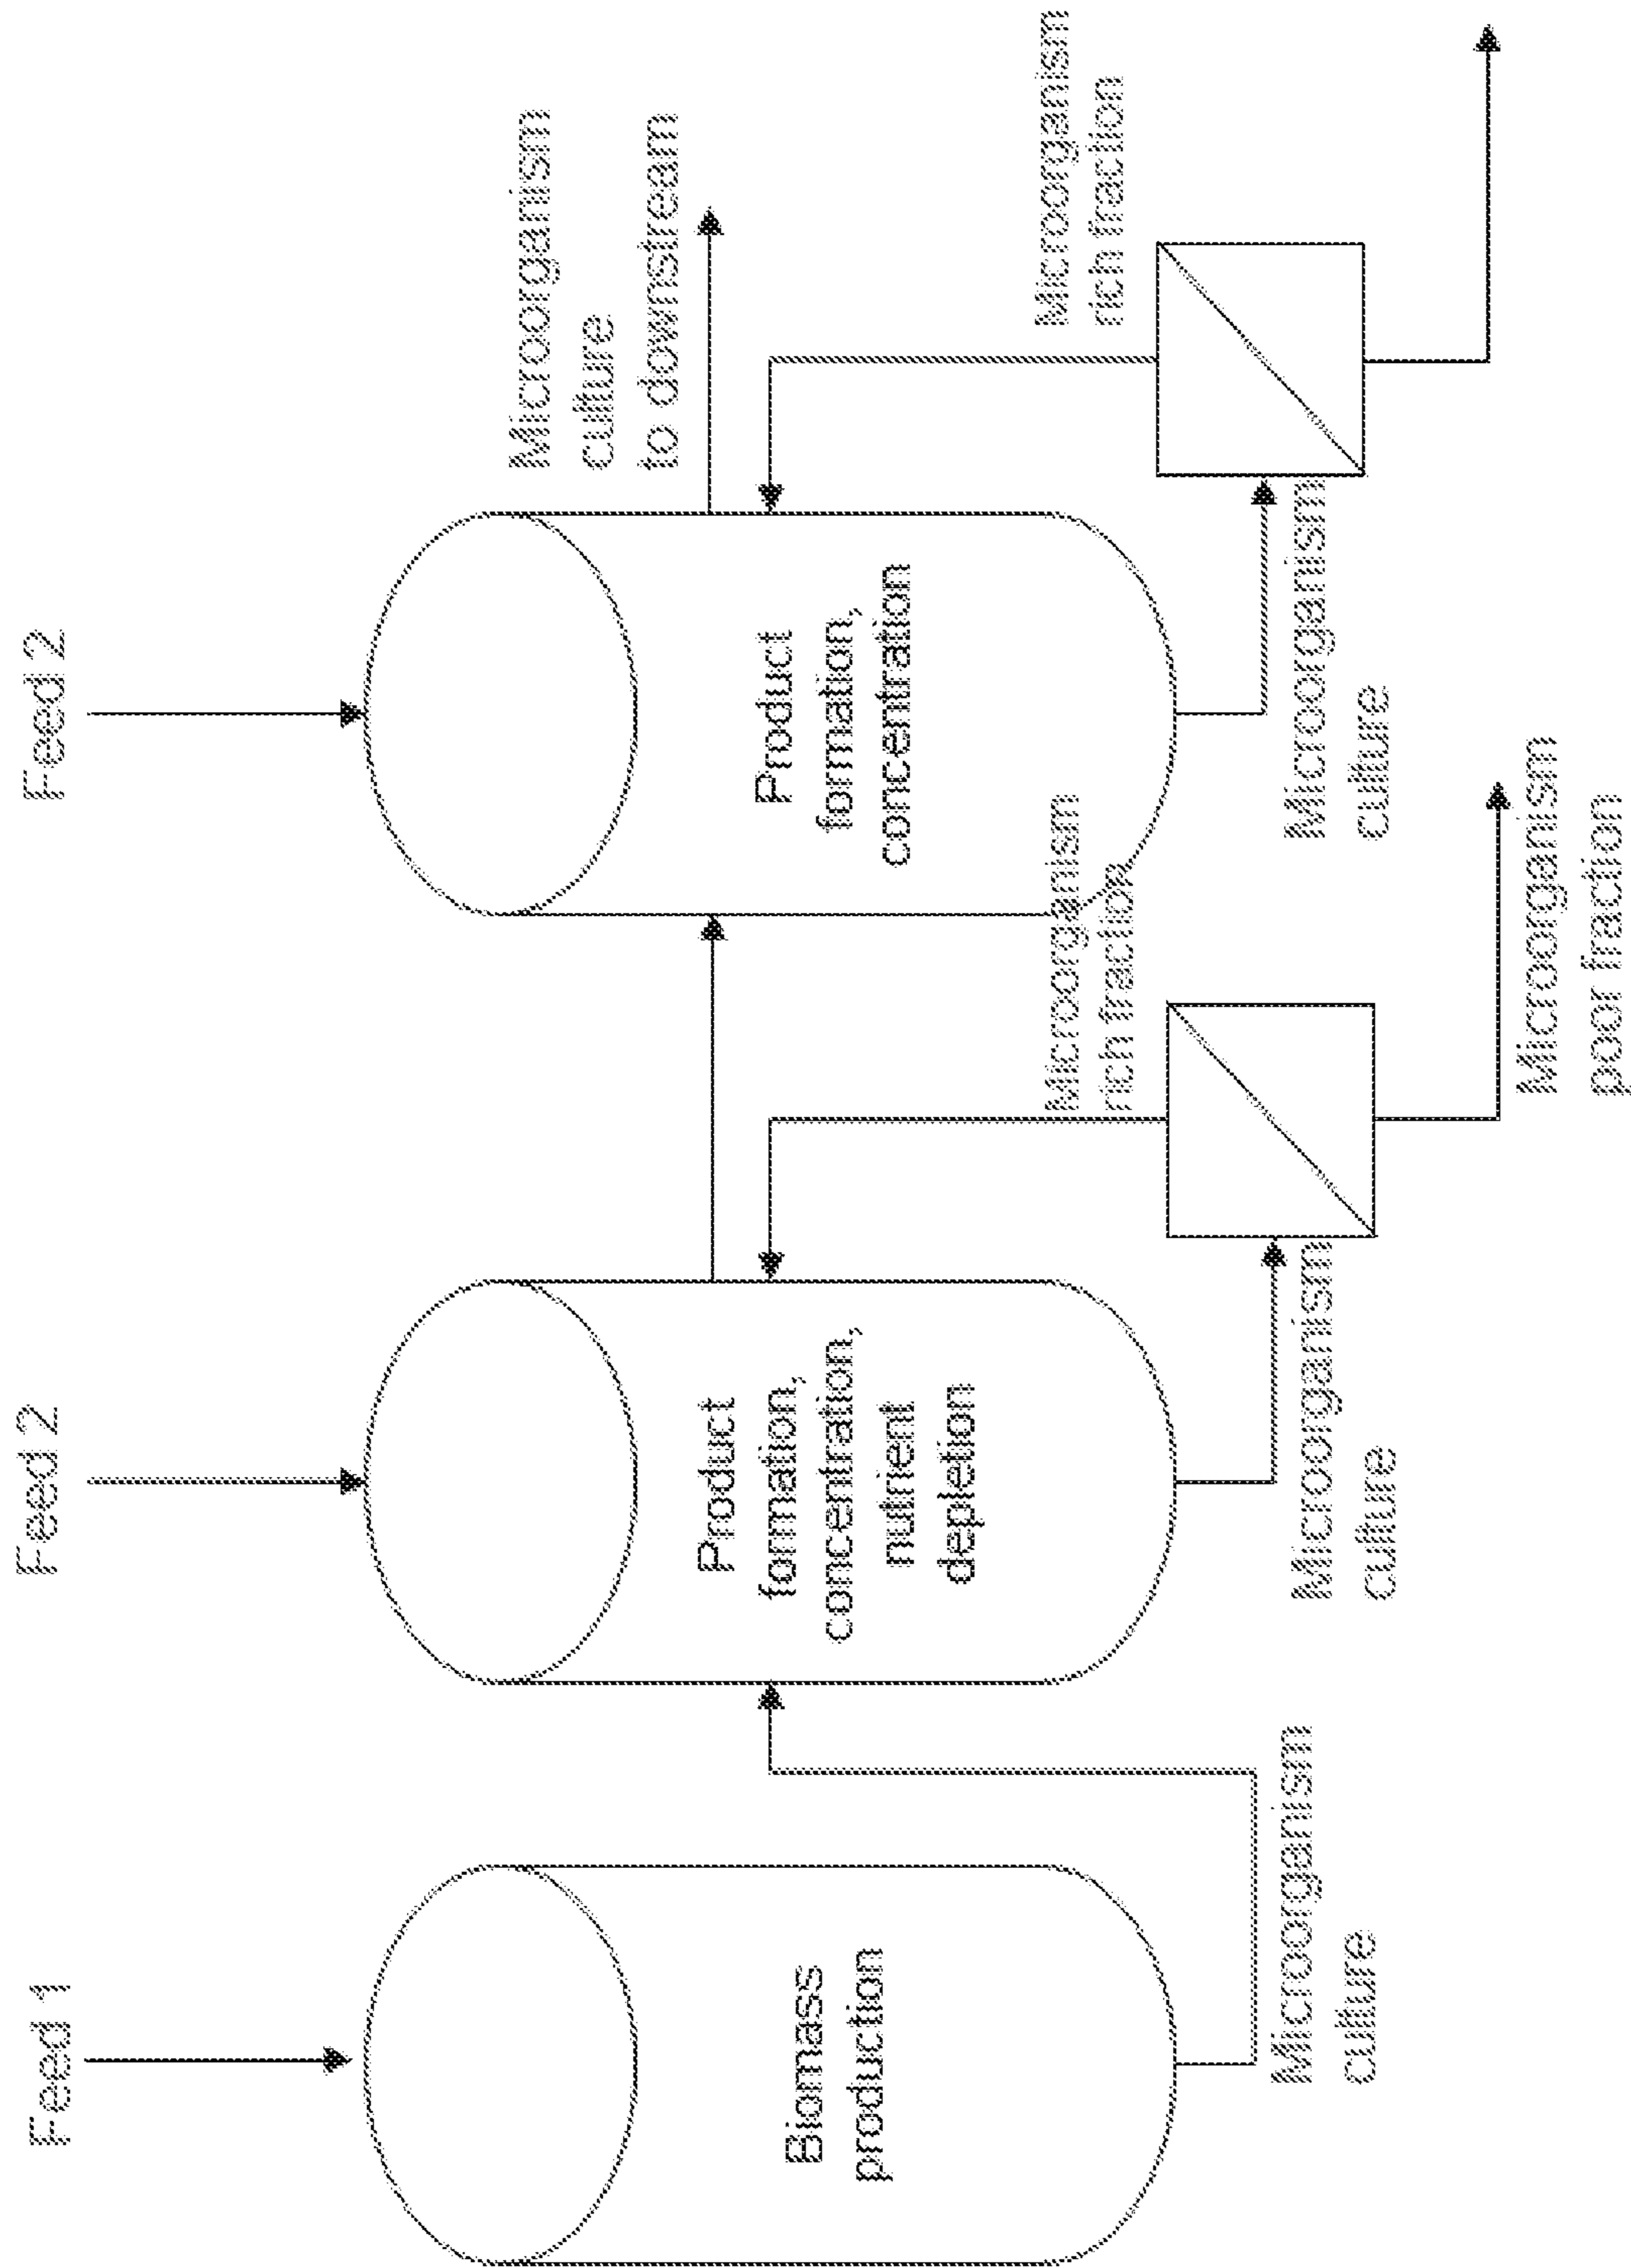 Feed 1
Feed 2
Feed 2
Biomass
production
Product
formation,
concentration,
nutrient
depletion
Product
formation,
concentration
Microorganism
culture
to downstream
Microorganism
culture
Microorganism
culture
Microorganism
rich fraction
Microorganism
poor fraction
Microorganism
culture
Microorganism
rich fraction